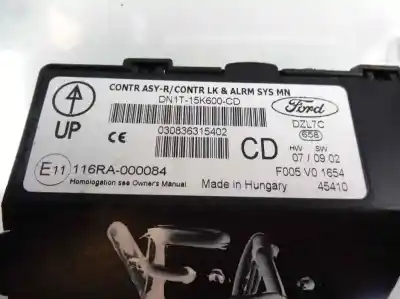 CONTR ASY-R/CONTR LK & ALRM SYS MN
DN1T-15K600-CD
Ford
UP
CE
030836315402
DZL7C
658
CD
HW SW
07 / 09.02
E11 116RA-000084
Homologation see Owner's Manual
Made in Hungary
F005 V0 1654
45410